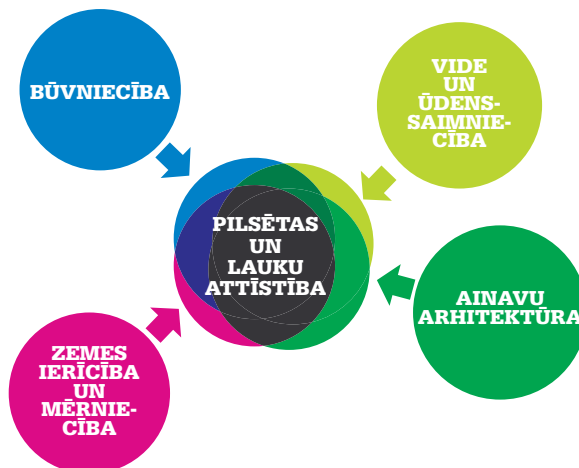 BŪVNIECĪBA
VIDE
UN
ŪDENS-
SAIMNIE-
CĪBA
PILSĒTAS
UN
LAUKU
ATTĪSTĪBA
AINAVU
ARHITEKTŪRA
ZEMES
IERĪCĪBA
UN
MĒRNIE-
CĪBA